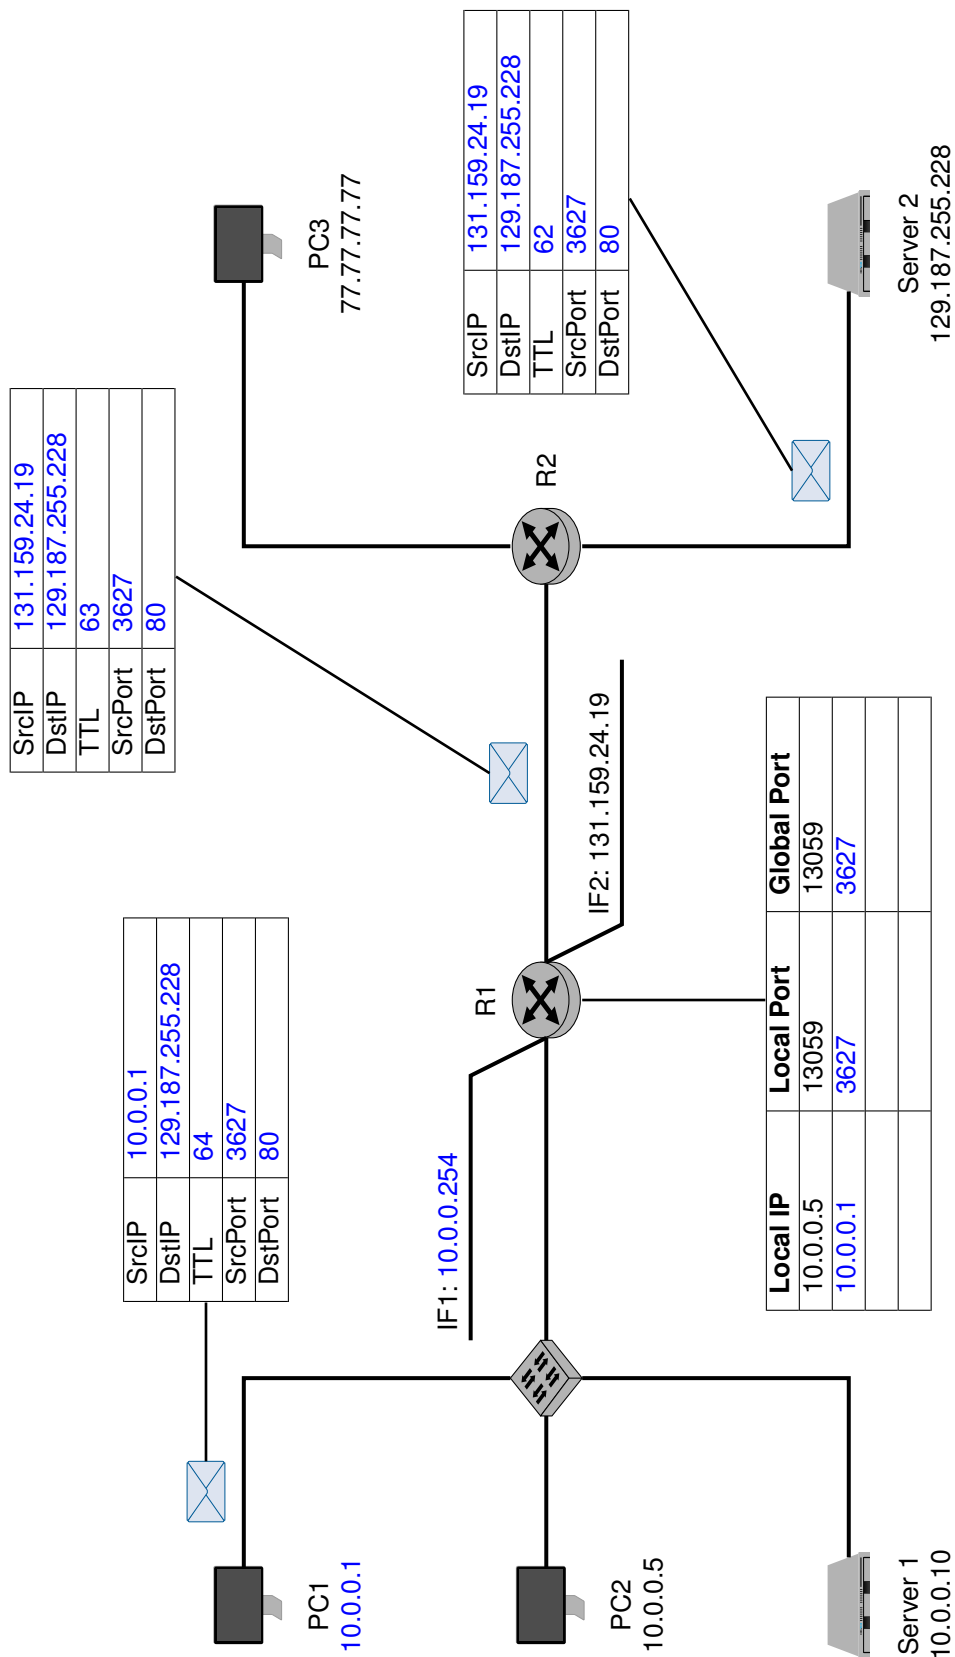 SrcIP 10.0.0.1
DstIP 129.187.255.228
TTL 64
SrcPort 3627
DstPort 80
SrcIP 131.159.24.19
DstIP 129.187.255.228
TTL 63
SrcPort 3627
DstPort 80
SrcIP 131.159.24.19
DstIP 129.187.255.228
TTL 62
SrcPort 3627
DstPort 80
PC1
10.0.0.1
PC2
10.0.0.5
Server 1
10.0.0.10
IF1: 10.0.0.254
R1
IF2: 131.159.24.19
R2
PC3
77.77.77.77
Server 2
129.187.255.228
Local IP Local Port Global Port
10.0.0.5 13059 13059
10.0.0.1 3627 3627